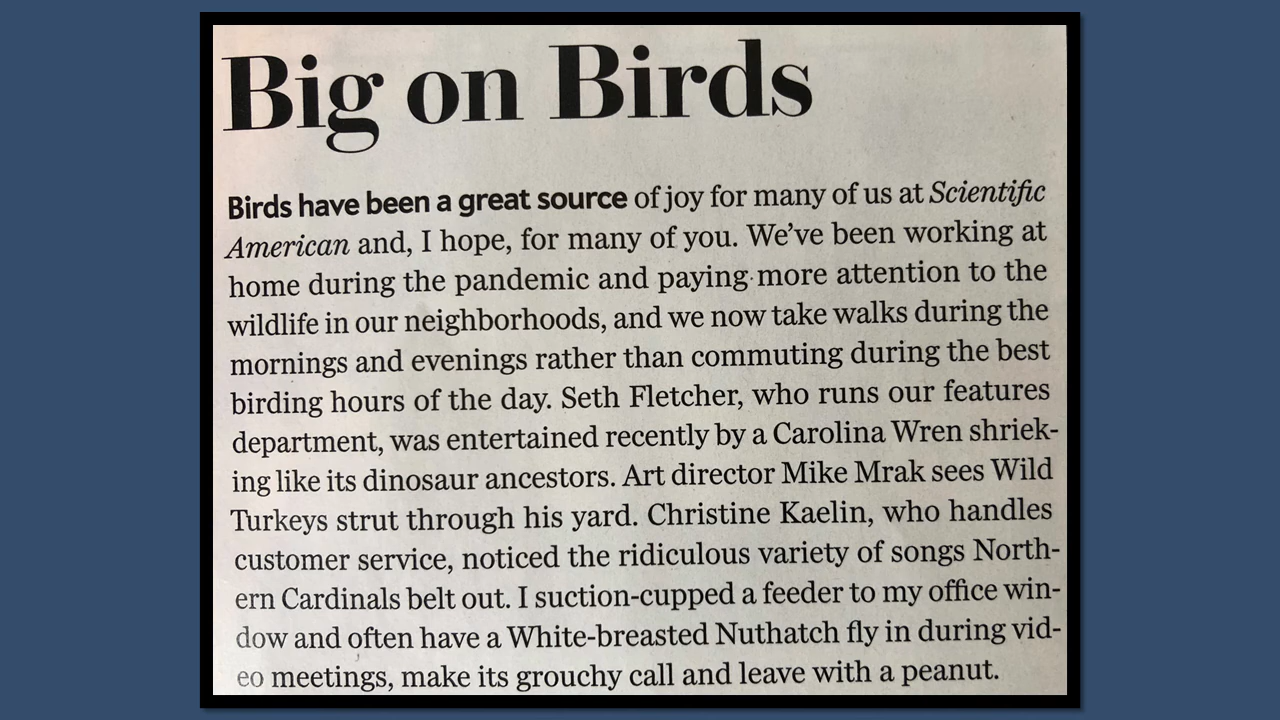 Big on Birds
Birds have been a great source of joy for many of us at Scientific
American and, I hope, for many of you. We've been working at
home during the pandemic and paying more attention to the
wildlife in our neighborhoods, and we now take walks during the
mornings and evenings rather than commuting during the best
birding hours of the day. Seth Fletcher, who runs our features
department, was entertained recently by a Carolina Wren shriek-
ing like its dinosaur ancestors. Art director Mike Mrak sees Wild
Turkeys strut through his yard. Christine Kaelin, who handles
customer service, noticed the ridiculous variety of songs North-
ern Cardinals belt out. I suction-cupped a feeder to my office win-
dow and often have a White-breasted Nuthatch fly in during vid-
eo meetings, make its grouchy call and leave with a peanut.